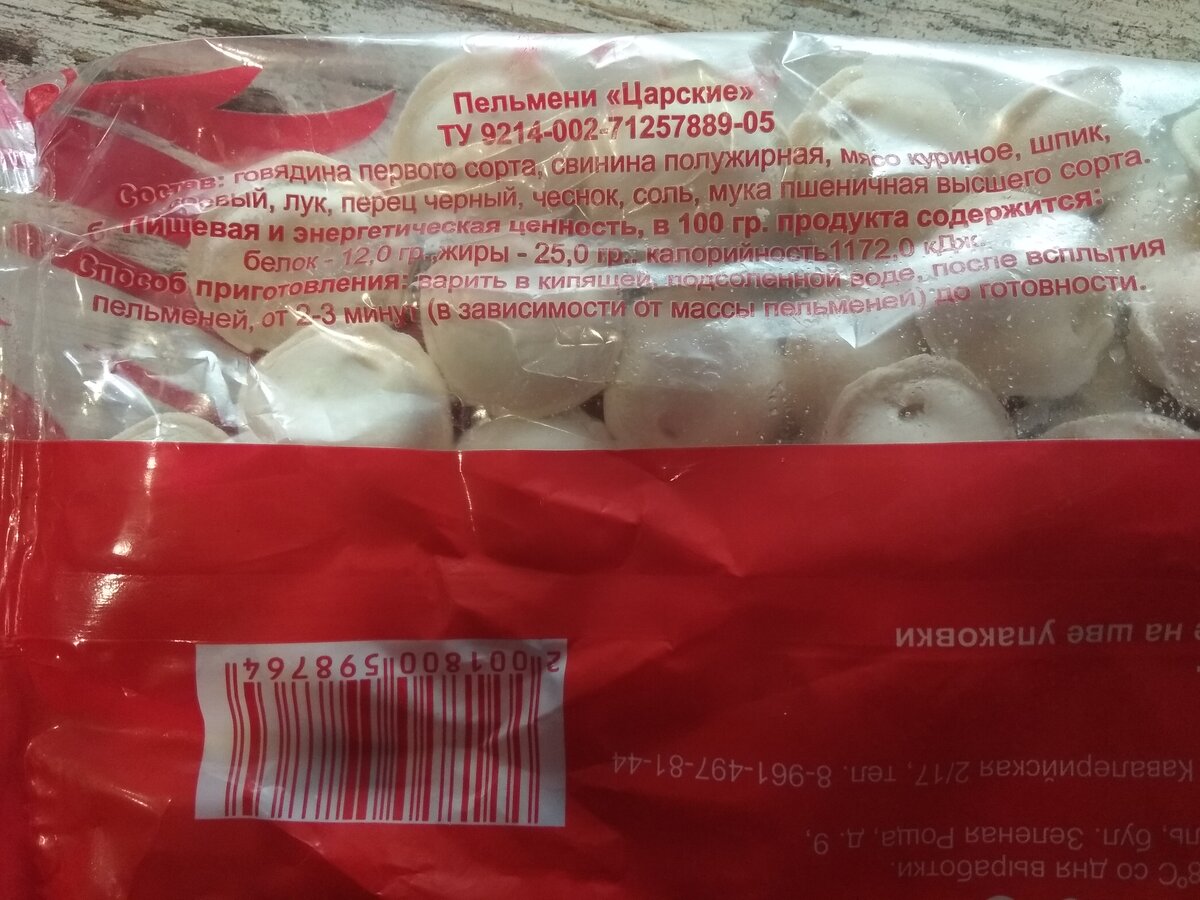 Пельмени «Царские»
ТУ 9214-002-71257889-05
Состав: говядина первого сорта, свинина полужирная, мясо куриное, шпик,
лук, перец черный, чеснок, соль, мука пшеничная высшего сорта.
Пищевая и энергетическая ценность, в 100 гр. продукта содержится:
белок - 12,0 гр., жиры - 25,0 гр., калорийность 1172,0 кДж.
Способ приготовления: варить в кипящей, подсоленной воде, после всплытия
пельменей, от 2-3 минут (в зависимости от массы пельменей) до готовности.
на шве упаковки
2 001800 598764
Кавалерийская 2/17, тел. 8-961-497-81-44
бул. Зеленая Роща, д. 9,
8°С со дня выработки.